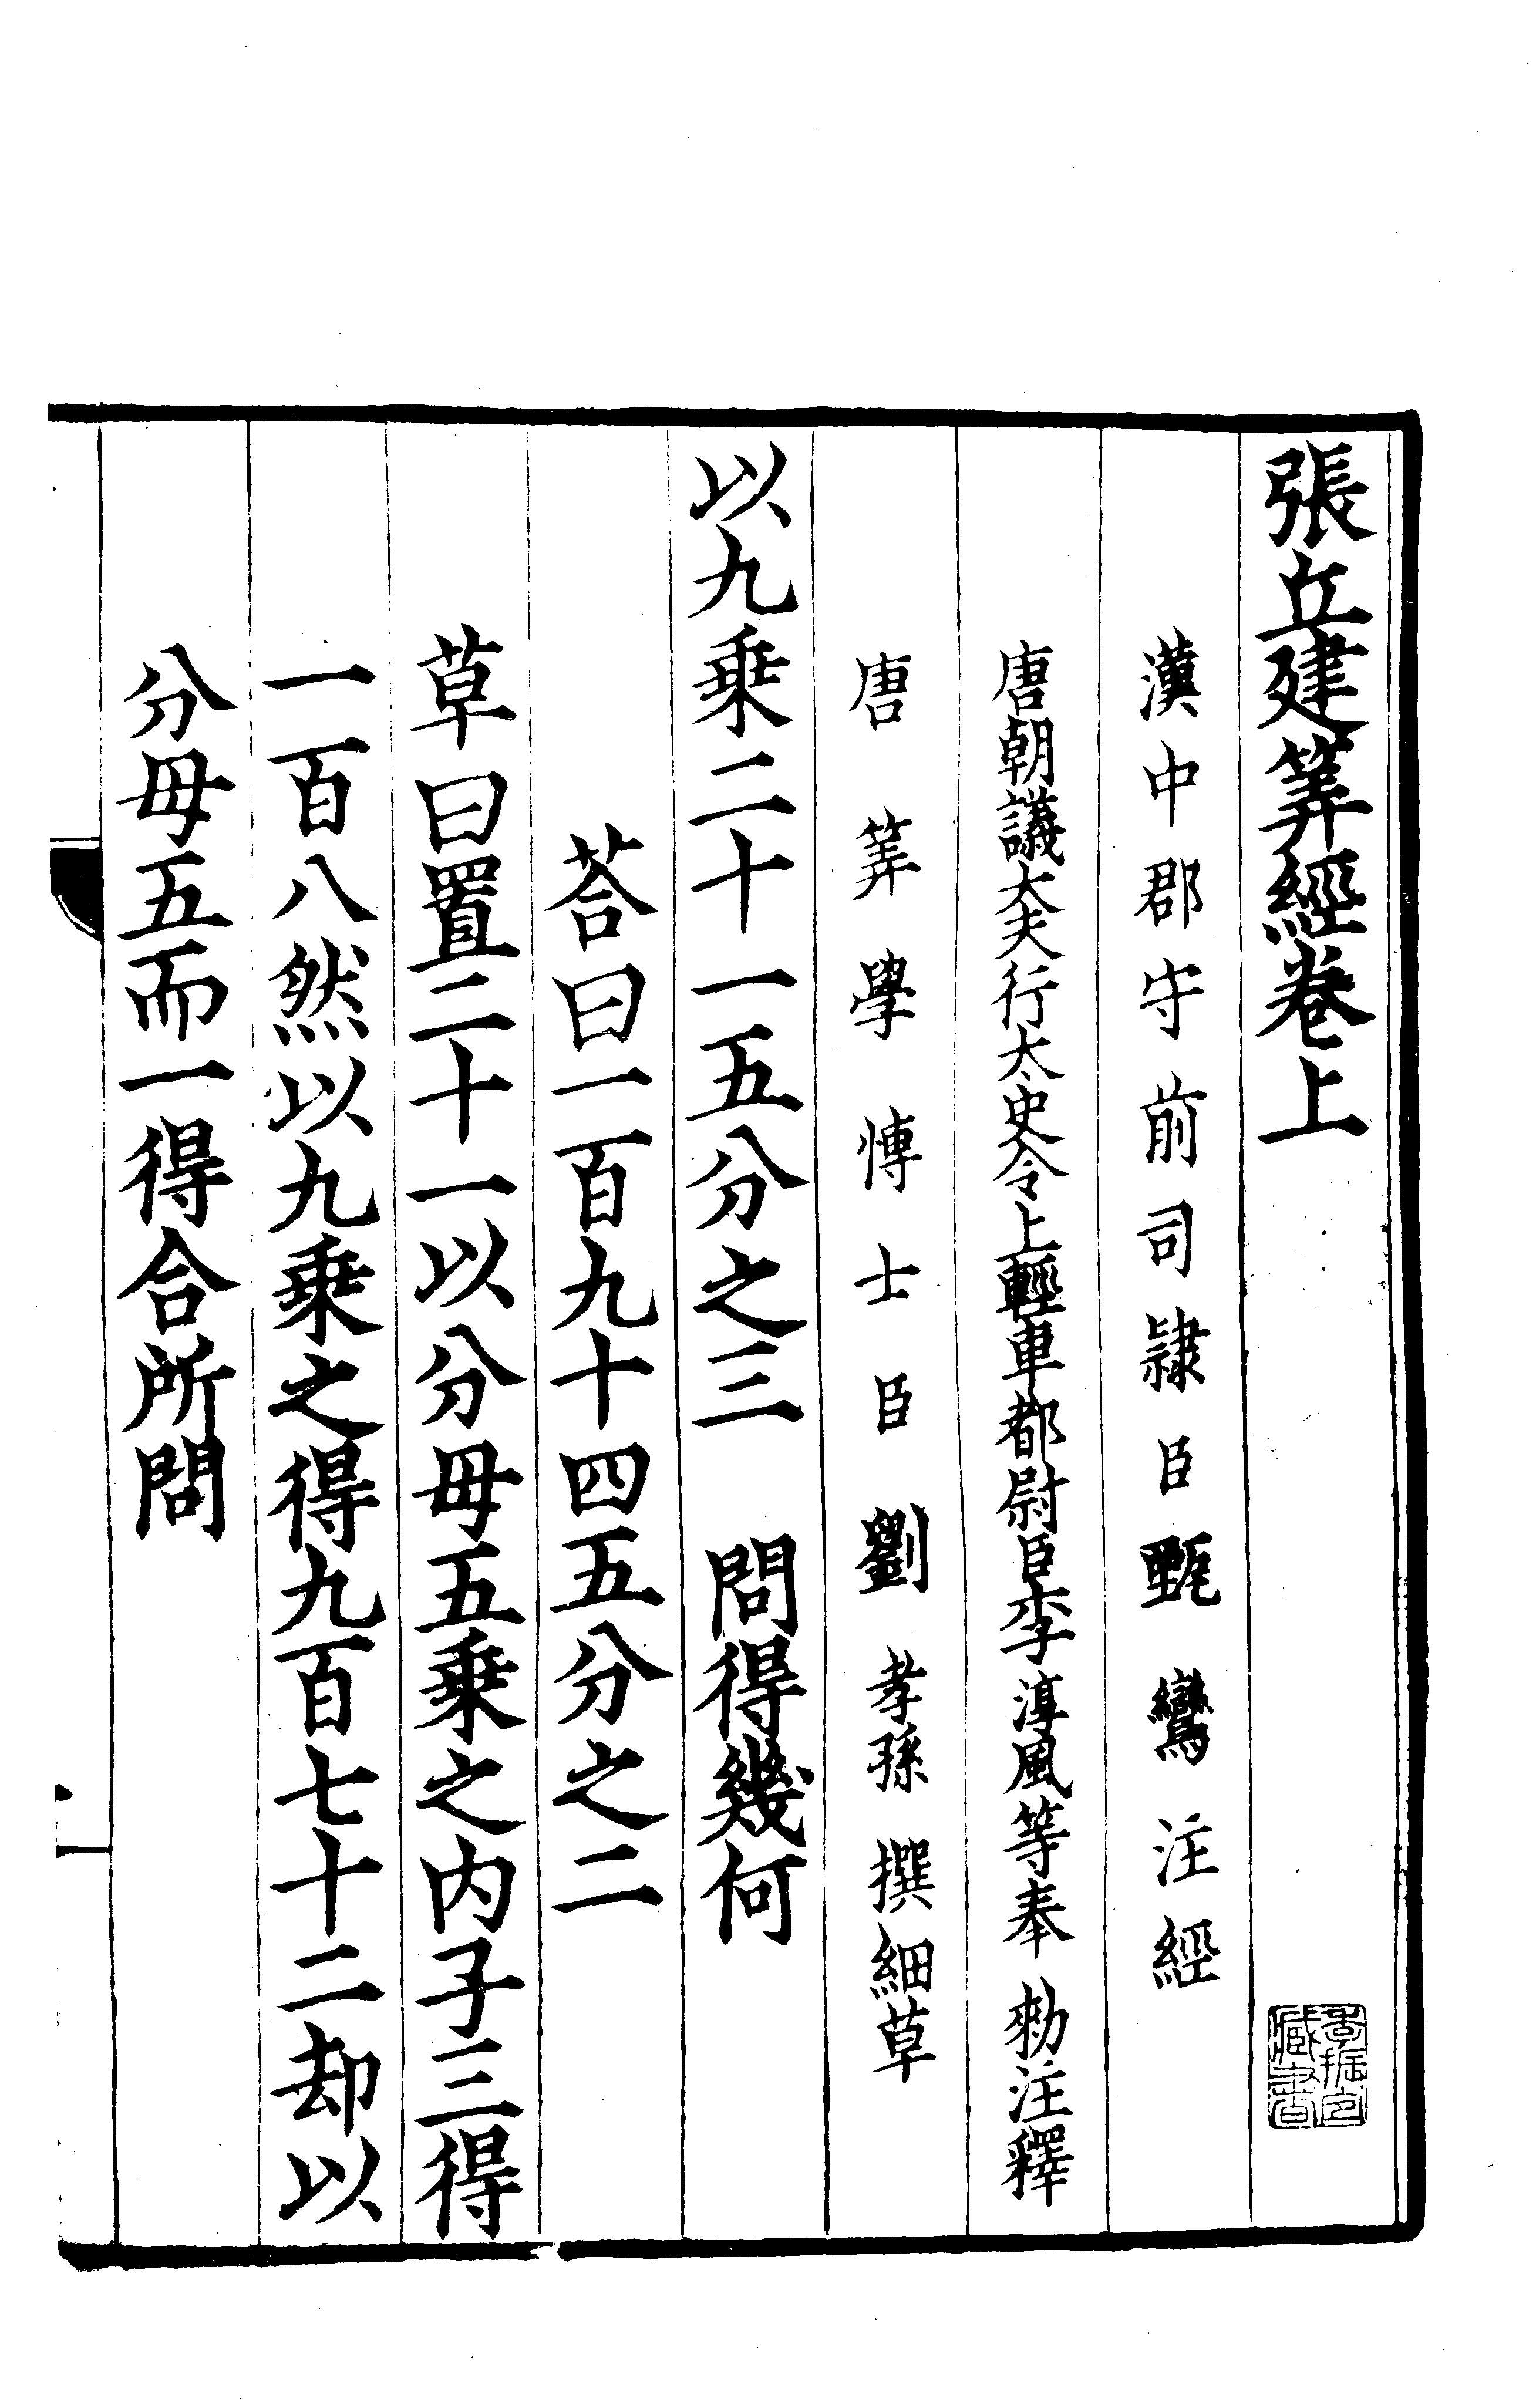 張丘建筭經卷上
漢中郡守前司隷臣甄鸞注經
唐朝議大夫行太史令上輕車都尉臣李淳風等奉勑注釋
唐筭學博士臣劉孝孫撰細草
以九乗二十一五分之三　問得幾何
荅曰一百九十四五分之二
草曰置二十一以分母五乗之内子三得
一百八然以九乗之得九百七十二却以
分母五而一得合所問